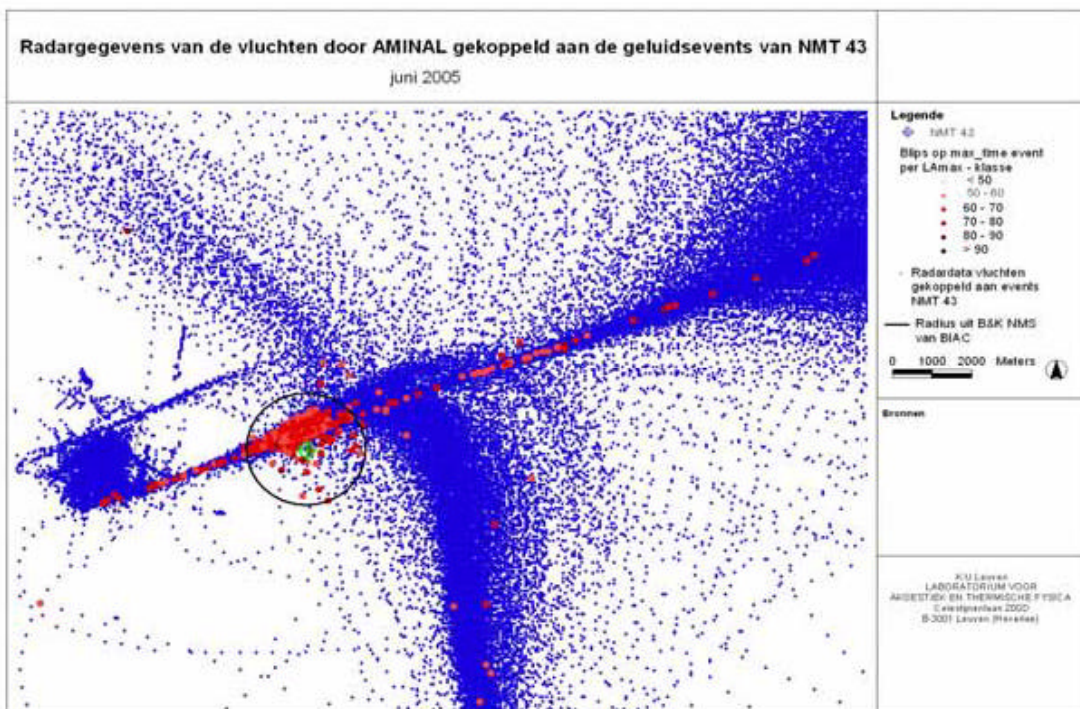 Radargegevens van de vluchten door AMINAL gekoppeld aan de geluidsevents van NMT 43
juni 2005
Legende
NMT 43
Blips op max_time event
per LAmax - klasse
< 50
50 - 60
60 - 70
70 - 80
80 - 90
> 90
Radardata vluchten
gekoppeld aan events
NMT 43
Radius uit B&K NMS
van BIAC
0 1000 2000 Meters
Bronnen
KU Leuven
LABORATORIUM VOOR
AKOESTIEK EN THERMISCHE FYSICA
Celestijnenlaan 200D
B-3001 Leuven (Heverlee)